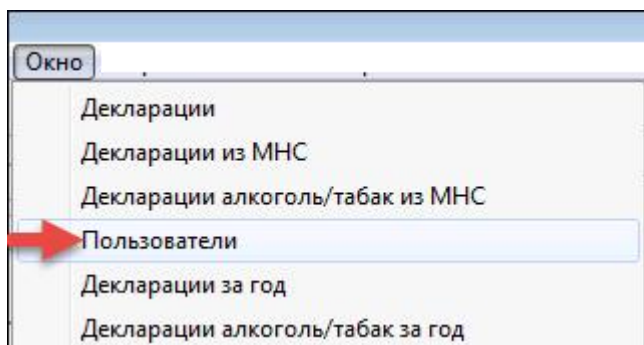 Окно
Декларации
Декларации из МНС
Декларации алкоголь/табак из МНС
Пользователи
Декларации за год
Декларации алкоголь/табак за год